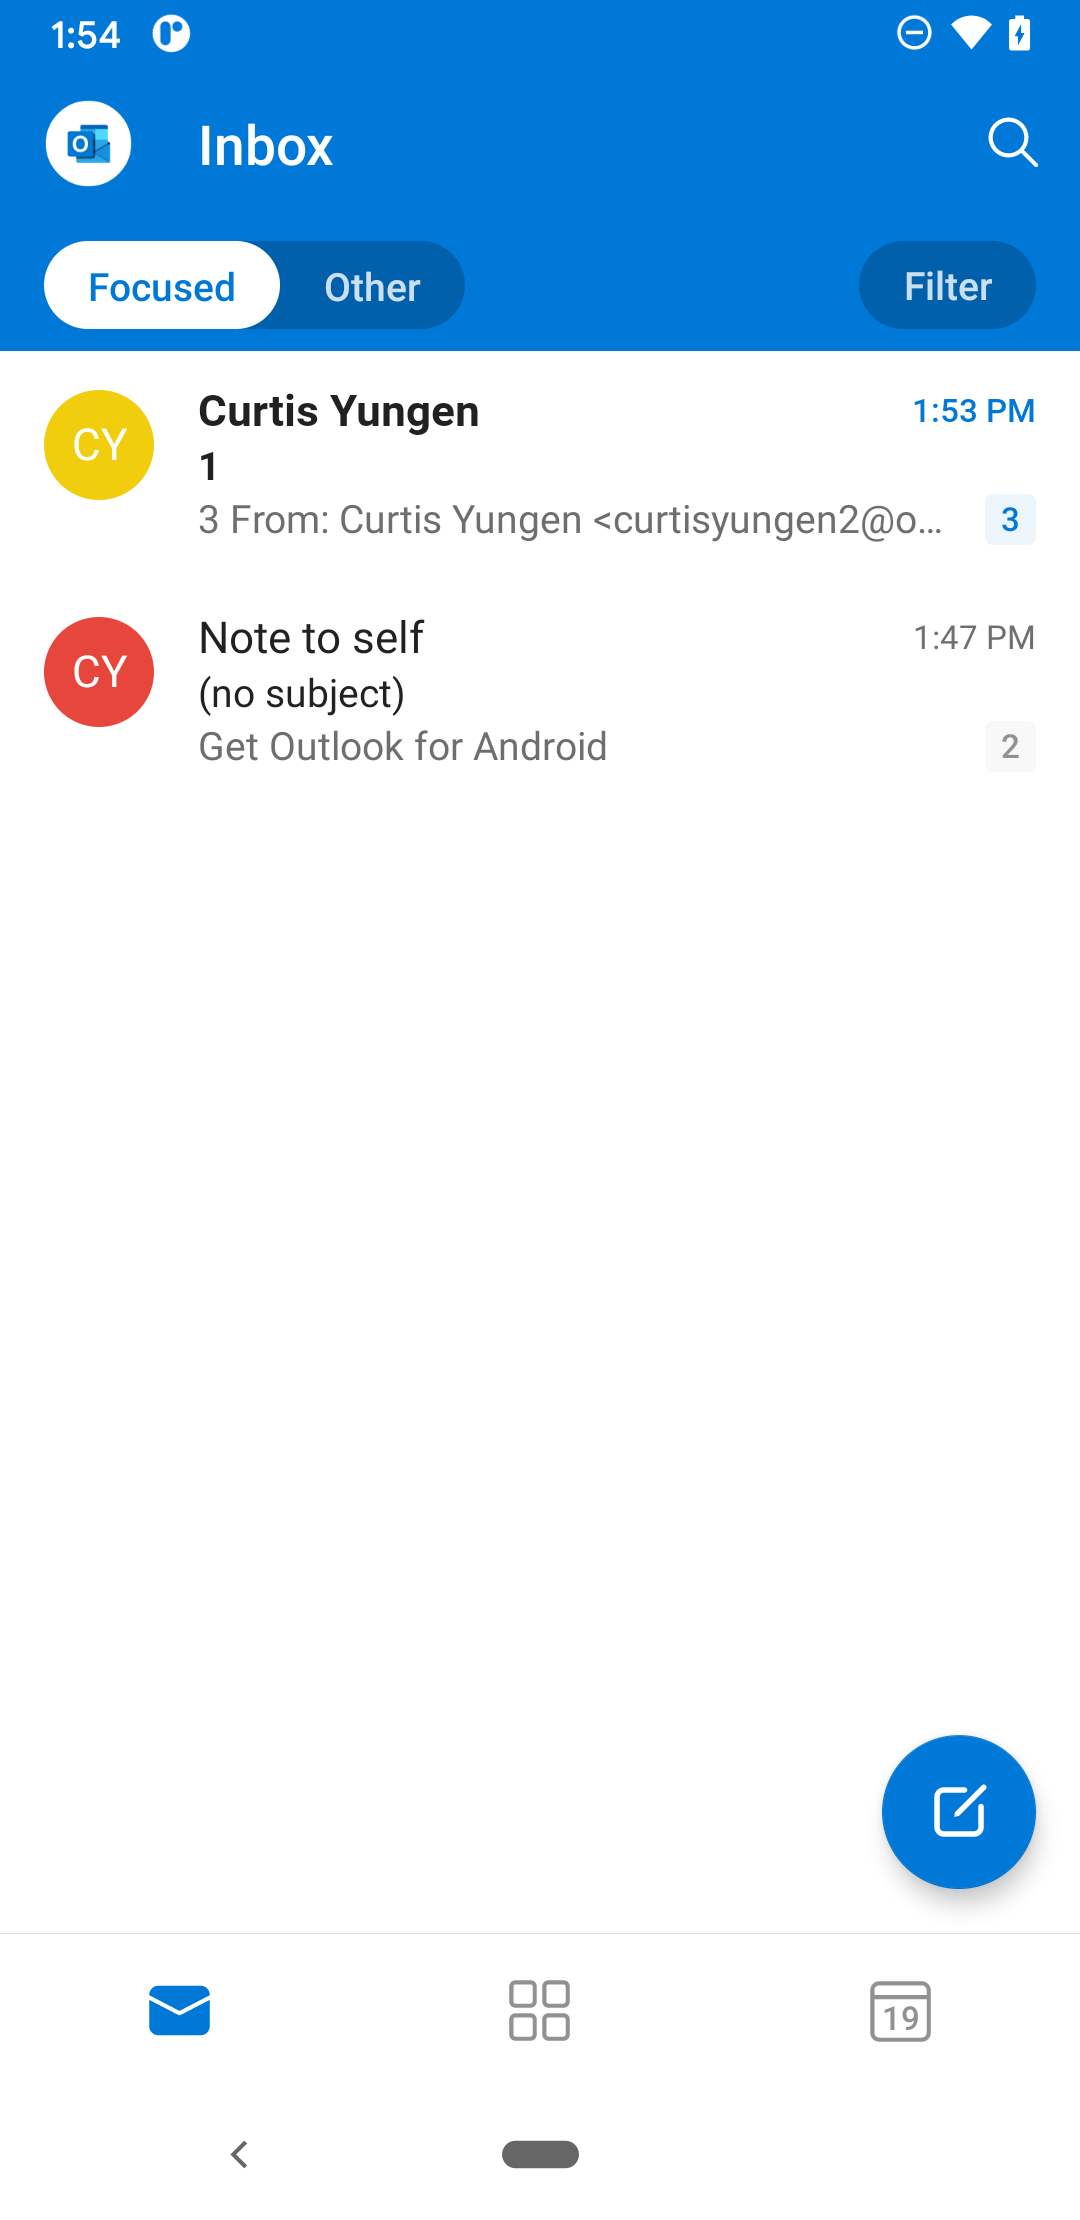 1:54
Inbox
Focused Other Filter
CY Curtis Yungen 1:53 PM
1
3 From: Curtis Yungen <curtisyungen2@o... 3
CY Note to self 1:47 PM
(no subject)
Get Outlook for Android 2
19